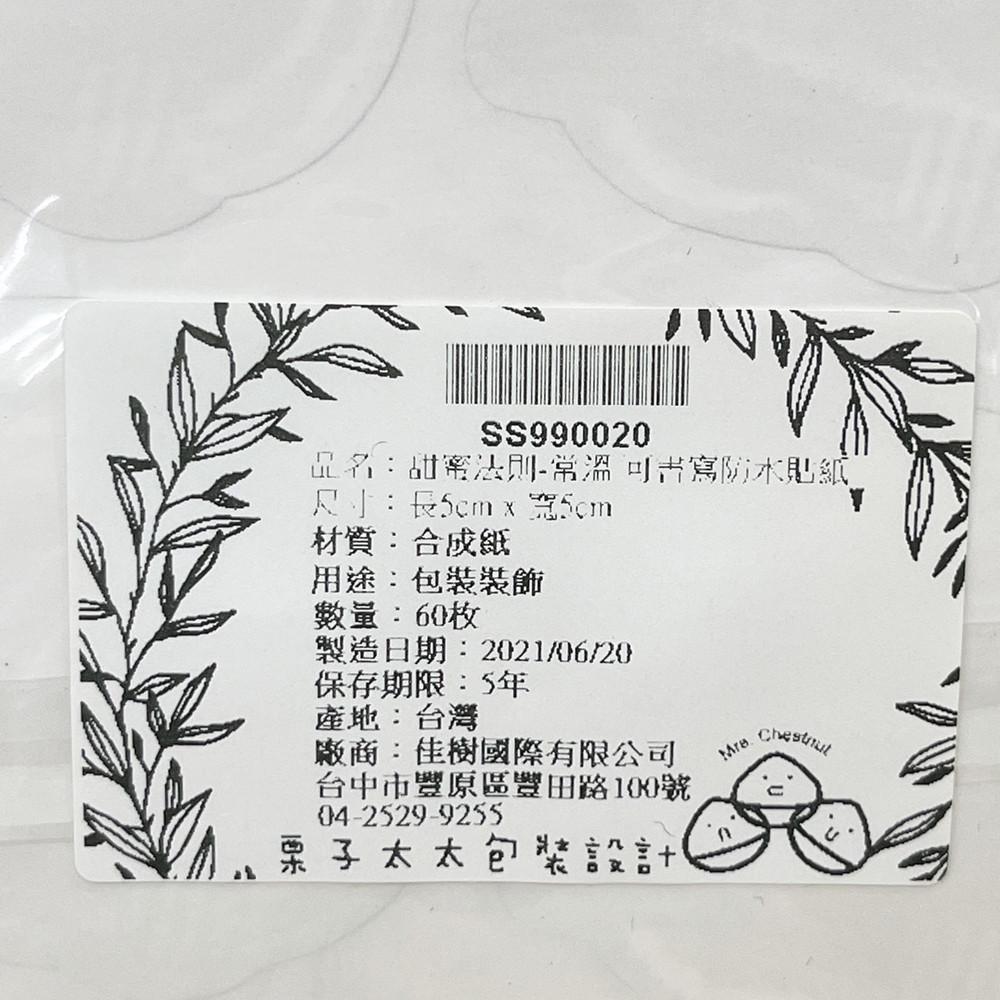 SS990020
品名：甜蜜法則-常溫 可書寫防水貼紙
尺寸：長5cm x 寬5cm
材質：合成紙
用途：包裝裝飾
數量：60枚
製造日期：2021/06/20
保存期限：5年
產地：台灣
廠商：佳樹國際有限公司
台中市豐原區豐田路100號
04-2529-9255
Mrs. Chestnut
栗子太太包裝設計